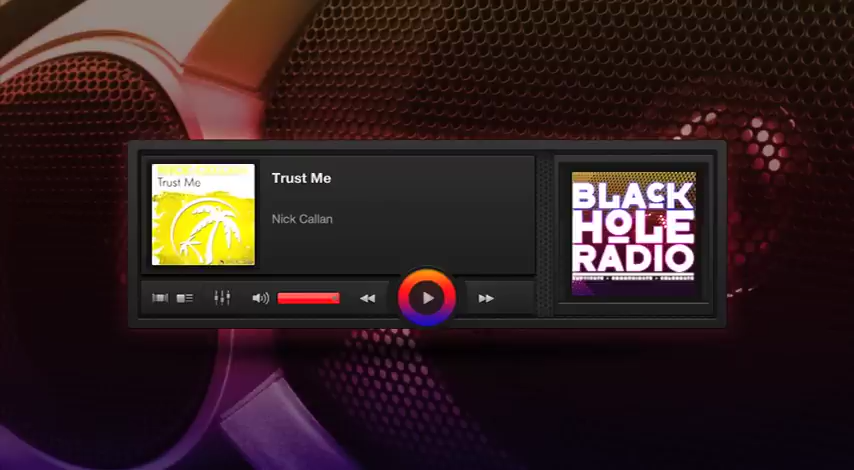 Trust Me
Trust Me
Nick Callan
BLACK
HOLE
RADIO